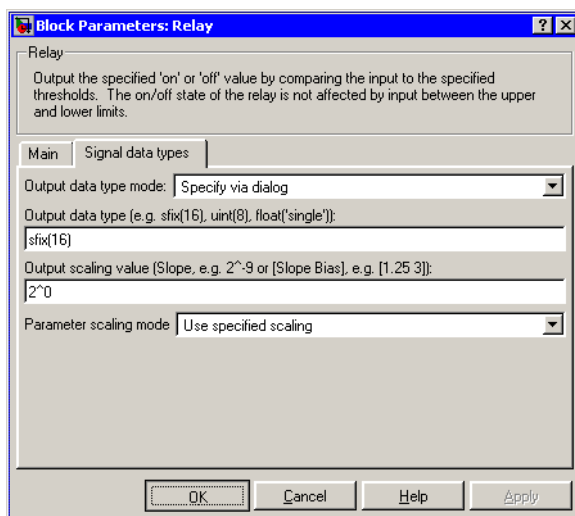 Block Parameters: Relay
Relay
Output the specified 'on' or 'off' value by comparing the input to the specified
thresholds.  The on/off state of the relay is not affected by input between the upper
and lower limits.
Main
Signal data types
Output data type mode: Specify via dialog
Output data type (e.g. sfix(16), uint(8), float('single')):
sfix(16)
Output scaling value (Slope, e.g. 2^-9 or [Slope Bias], e.g. [1.25 3]):
2^0
Parameter scaling mode Use specified scaling
OK Cancel Help Apply